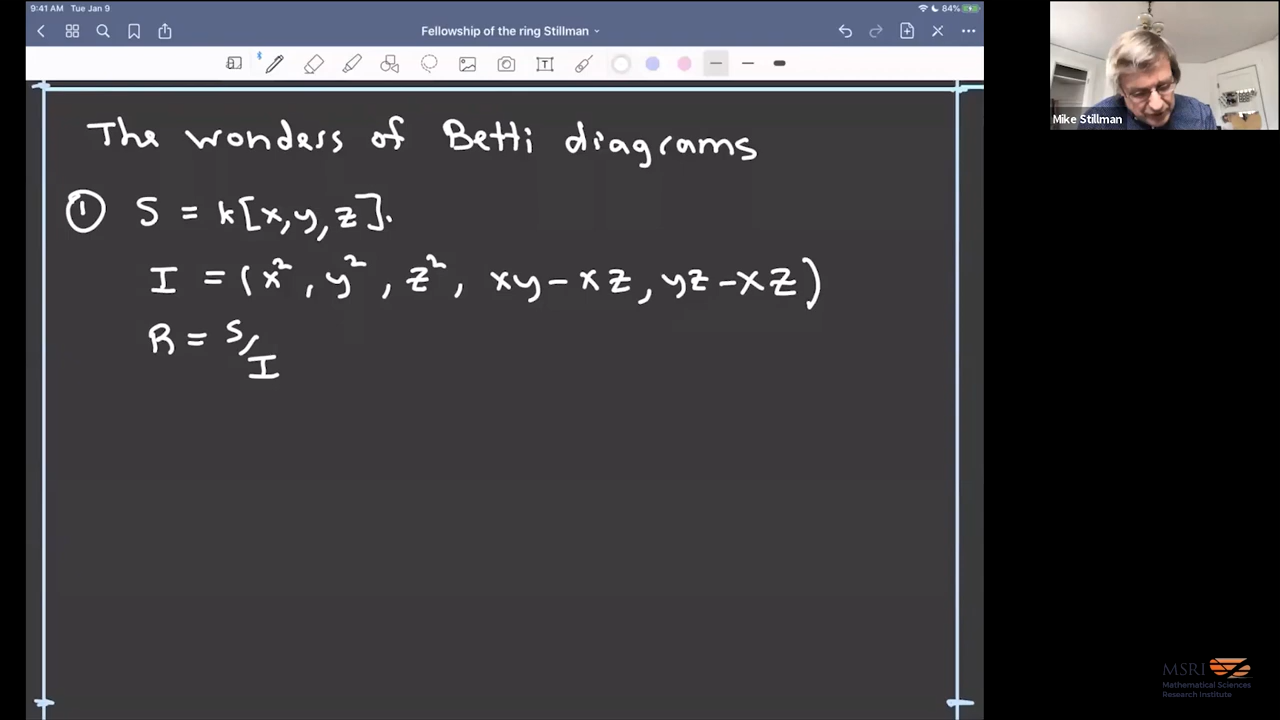 9:41 AM Tue Jan 9
84%
Fellowship of the ring Stillman
T
The wonders of Betti diagrams
① S = k[x,y,z].
I = (x², y², z², xy-xz, yz-xz)
R = S/I
Mike Stillman
MSRI
Mathematical Sciences
Research Institute